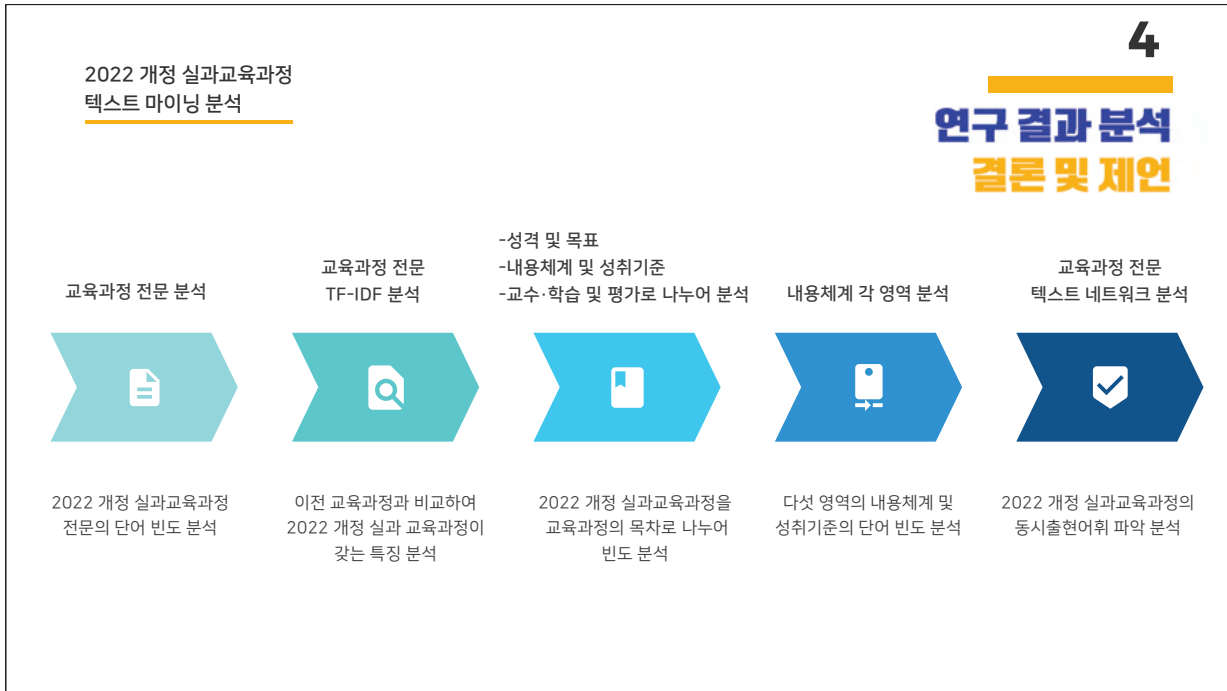 2022 개정 실과교육과정
텍스트 마이닝 분석
4
연구 결과 분석
결론 및 제언
교육과정 전문 분석
교육과정 전문
TF-IDF 분석
-성격 및 목표
-내용체계 및 성취기준
-교수·학습 및 평가로 나누어 분석
내용체계 각 영역 분석
교육과정 전문
텍스트 네트워크 분석
2022 개정 실과교육과정
전문의 단어 빈도 분석
이전 교육과정과 비교하여
2022 개정 실과 교육과정이
갖는 특징 분석
2022 개정 실과교육과정을
교육과정의 목차로 나누어
빈도 분석
다섯 영역의 내용체계 및
성취기준의 단어 빈도 분석
2022 개정 실과교육과정의
동시출현어휘 파악 분석